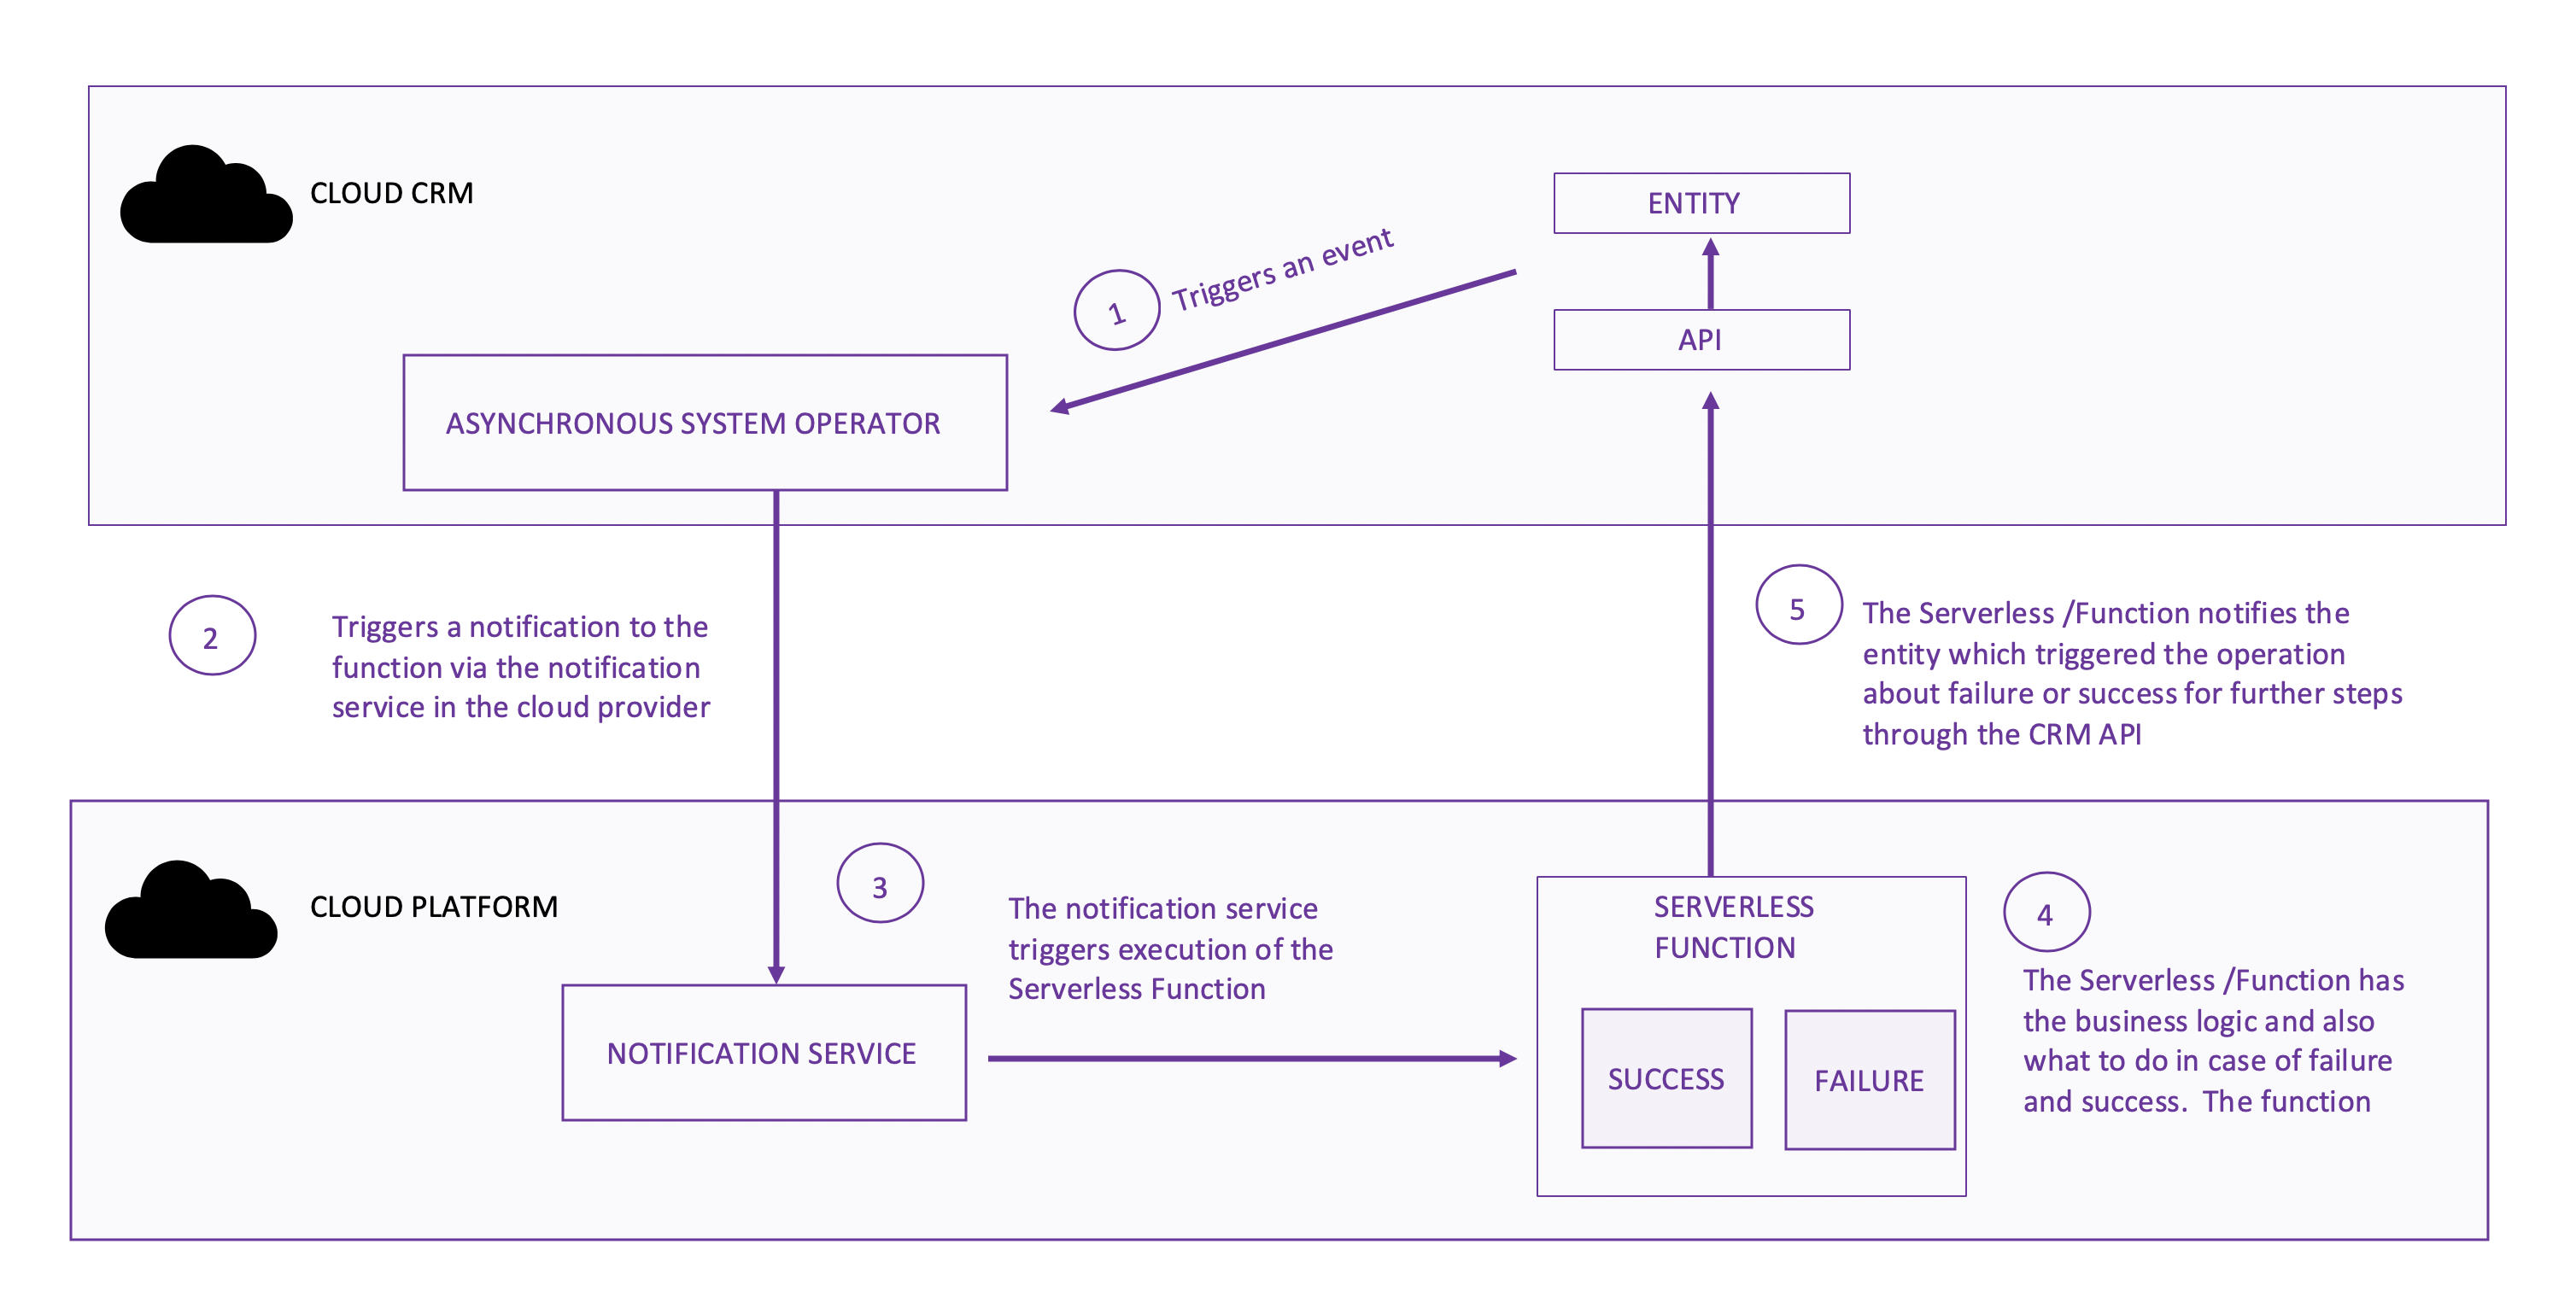 CLOUD CRM
ENTITY
API
1
Triggers an event
ASYNCHRONOUS SYSTEM OPERATOR
2
Triggers a notification to the
function via the notification
service in the cloud provider
5
The Serverless /Function notifies the
entity which triggered the operation
about failure or success for further steps
through the CRM API
CLOUD PLATFORM
3
The notification service
triggers execution of the
Serverless Function
NOTIFICATION SERVICE
SERVERLESS
FUNCTION
SUCCESS
FAILURE
4
The Serverless /Function has
the business logic and also
what to do in case of failure
and success.  The function